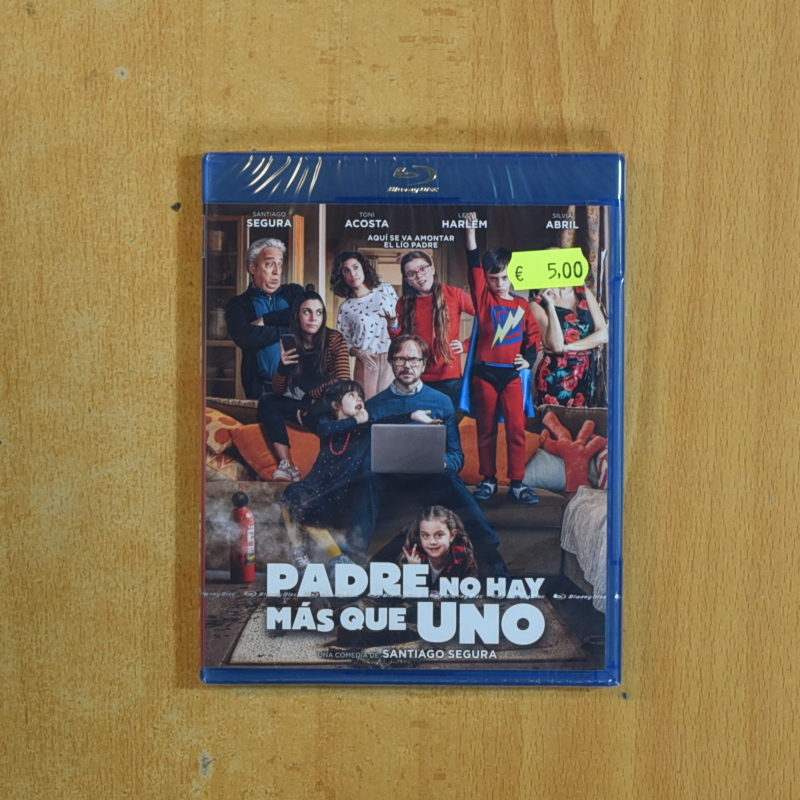 Blu-ray Disc
SANTIAGO SEGURA
TONI ACOSTA
LEO HARLEM
SILVIA ABRIL
AQUÍ SE VA AMONTAR
EL LÍO PADRE
€ 5.00
PADRE NO HAY
MÁS QUE UNO
UNA COMEDIA DE SANTIAGO SEGURA